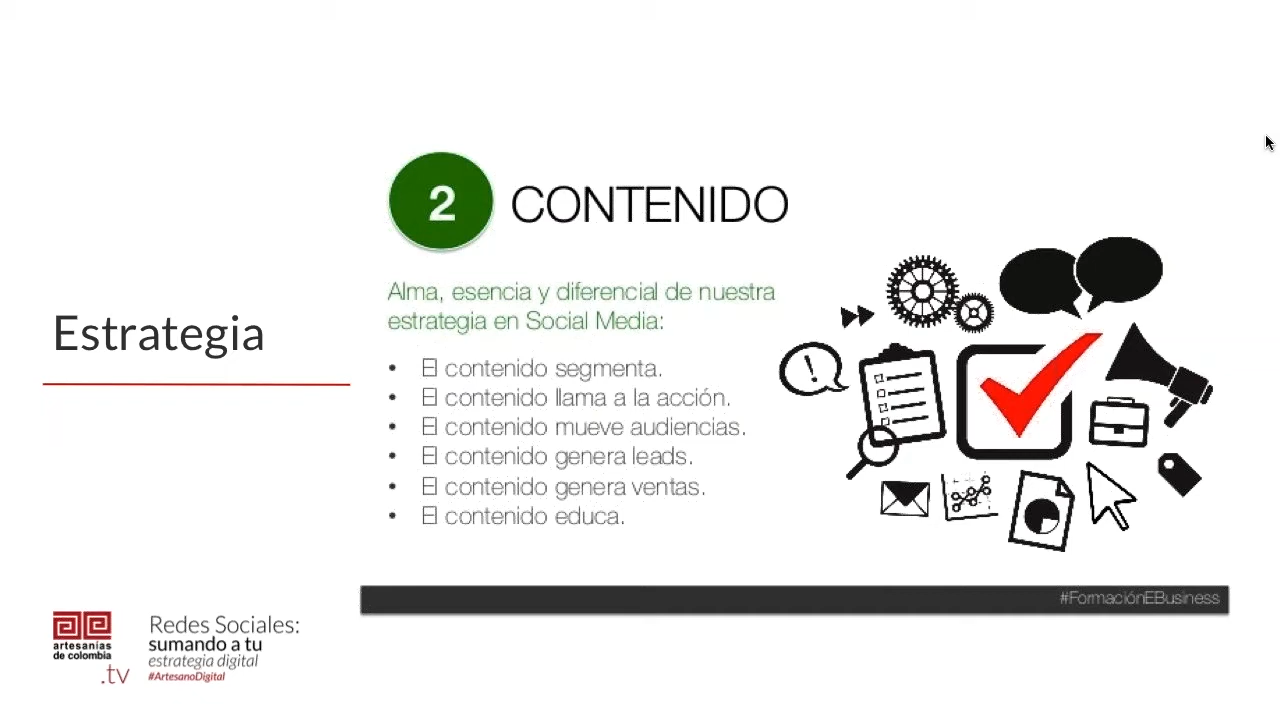 Estrategia
2
CONTENIDO
Alma, esencia y diferencial de nuestra
estrategia en Social Media:
• El contenido segmenta.
• El contenido llama a la acción.
• El contenido mueve audiencias.
• El contenido genera leads.
• El contenido genera ventas.
• El contenido educa.
!
#FormaciónEBusiness
artesanías
de colombia
.tv
Redes Sociales:
sumando a tu
estrategia digital
#ArtesanoDigital